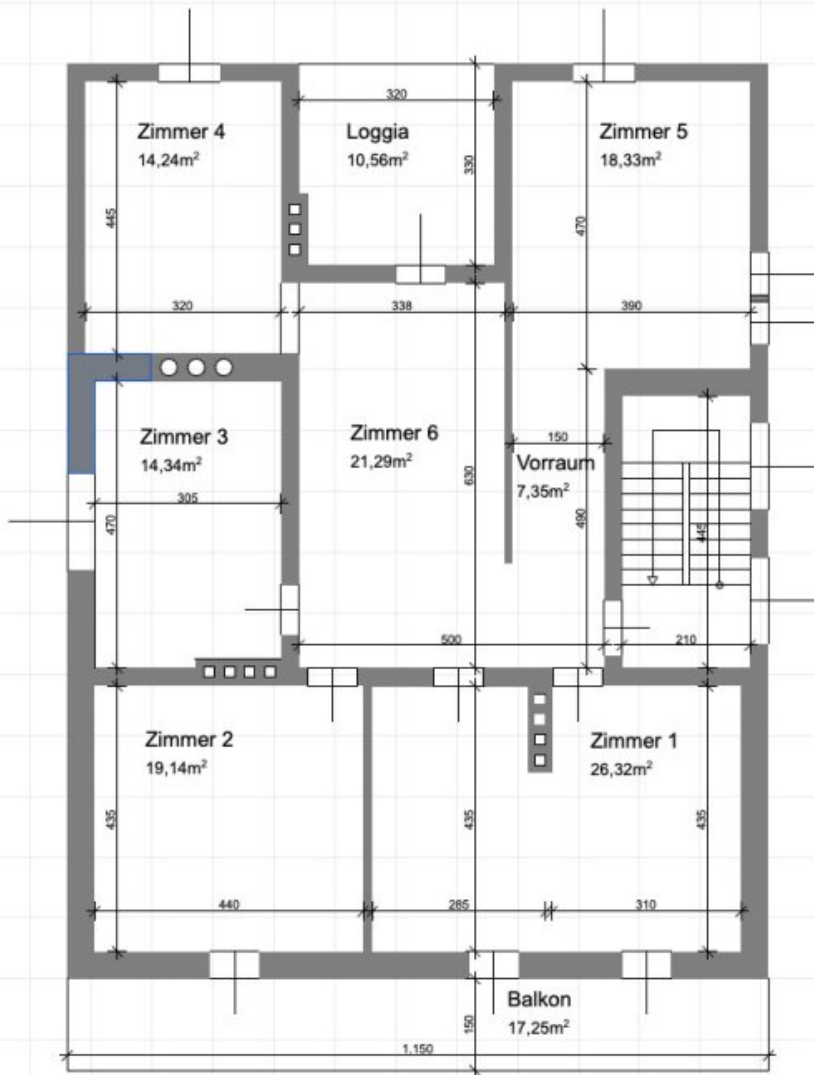 320
Zimmer 4
14,24m²
Loggia
10,56m²
Zimmer 5
18,33m²
445
330
470
320
338
390
Zimmer 3
14,34m²
Zimmer 6
21,29m²
150
Vorraum
7,35m²
305
470
630
490
445
500
210
Zimmer 2
19,14m²
Zimmer 1
26,32m²
435
435
435
440
285
310
Balkon
17,25m²
150
1.150